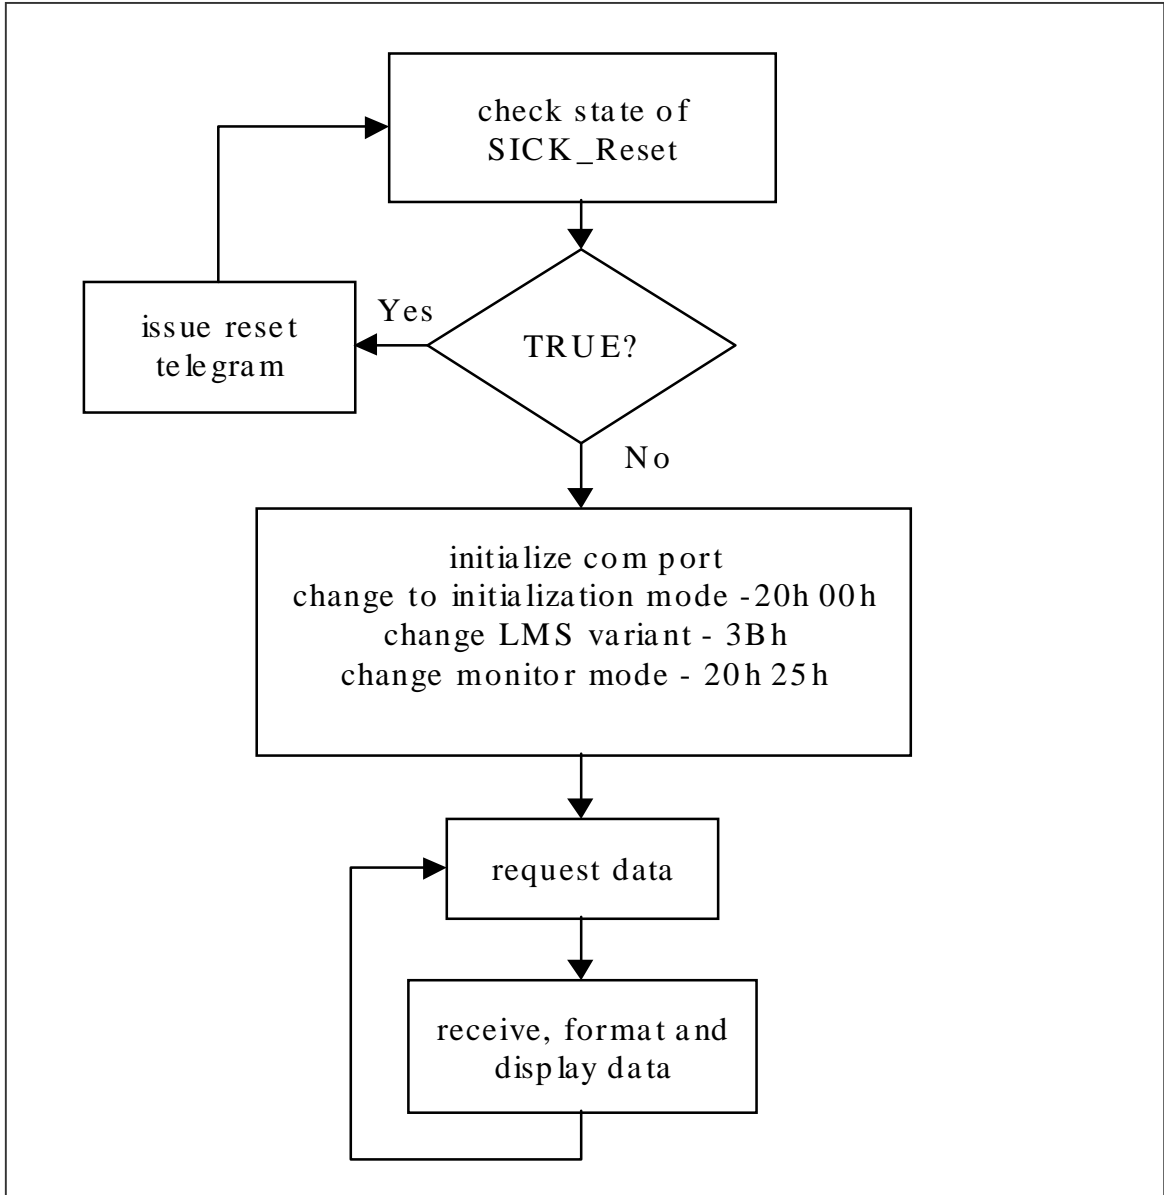 check state of
SICK_Reset
Yes
issue reset
telegram
TRUE?
No
initialize com port
change to initialization mode -20h 00h
change LMS variant - 3Bh
change monitor mode - 20h 25h
request data
receive, format and
display data